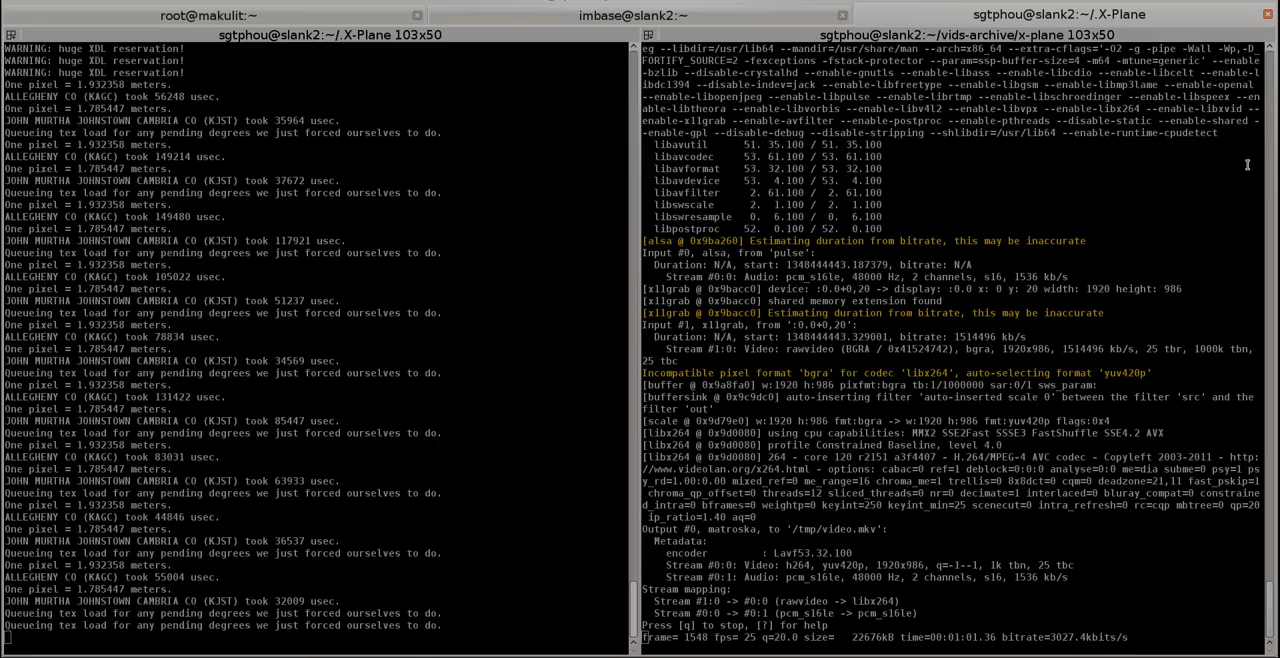 root@makulit:~
imbase@slank2:~
sgtphou@slank2:~/.X-Plane
sgtphou@slank2:~/.X-Plane 103x50
WARNING: huge XDL reservation!
WARNING: huge XDL reservation!
WARNING: huge XDL reservation!
One pixel = 1.932358 meters.
ALLEGHENY CO (KAGC) took 56248 usec.
One pixel = 1.785447 meters.
JOHN MURTHA JOHNSTOWN CAMBRIA CO (KJST) took 35964 usec.
Queueing tex load for any pending degrees we just forced ourselves to do.
One pixel = 1.932358 meters.
ALLEGHENY CO (KAGC) took 149214 usec.
One pixel = 1.785447 meters.
JOHN MURTHA JOHNSTOWN CAMBRIA CO (KJST) took 37672 usec.
Queueing tex load for any pending degrees we just forced ourselves to do.
One pixel = 1.932358 meters.
ALLEGHENY CO (KAGC) took 149480 usec.
One pixel = 1.785447 meters.
JOHN MURTHA JOHNSTOWN CAMBRIA CO (KJST) took 117921 usec.
Queueing tex load for any pending degrees we just forced ourselves to do.
One pixel = 1.932358 meters.
ALLEGHENY CO (KAGC) took 105022 usec.
One pixel = 1.785447 meters.
JOHN MURTHA JOHNSTOWN CAMBRIA CO (KJST) took 51237 usec.
Queueing tex load for any pending degrees we just forced ourselves to do.
One pixel = 1.932358 meters.
ALLEGHENY CO (KAGC) took 78834 usec.
One pixel = 1.785447 meters.
JOHN MURTHA JOHNSTOWN CAMBRIA CO (KJST) took 34569 usec.
Queueing tex load for any pending degrees we just forced ourselves to do.
One pixel = 1.932358 meters.
ALLEGHENY CO (KAGC) took 131422 usec.
One pixel = 1.785447 meters.
JOHN MURTHA JOHNSTOWN CAMBRIA CO (KJST) took 85447 usec.
Queueing tex load for any pending degrees we just forced ourselves to do.
One pixel = 1.932358 meters.
ALLEGHENY CO (KAGC) took 83031 usec.
One pixel = 1.785447 meters.
JOHN MURTHA JOHNSTOWN CAMBRIA CO (KJST) took 63933 usec.
Queueing tex load for any pending degrees we just forced ourselves to do.
One pixel = 1.932358 meters.
ALLEGHENY CO (KAGC) took 44846 usec.
One pixel = 1.785447 meters.
JOHN MURTHA JOHNSTOWN CAMBRIA CO (KJST) took 36537 usec.
Queueing tex load for any pending degrees we just forced ourselves to do.
One pixel = 1.932358 meters.
ALLEGHENY CO (KAGC) took 55004 usec.
One pixel = 1.785447 meters.
JOHN MURTHA JOHNSTOWN CAMBRIA CO (KJST) took 32009 usec.
Queueing tex load for any pending degrees we just forced ourselves to do.
Queueing tex load for any pending degrees we just forced ourselves to do.
sgtphou@slank2:~/vids-archive/x-plane 103x50
eg --libdir=/usr/lib64 --mandir=/usr/share/man --arch=x86_64 --extra-cflags='-O2 -g -pipe -Wall -Wp,-D_
FORTIFY_SOURCE=2 -fexceptions -fstack-protector --param=ssp-buffer-size=4 -m64 -mtune=generic' --enable
-bzlib --disable-crystalhd --enable-gnutls --enable-libass --enable-libcdio --enable-libcelt --enable-l
ibdc1394 --disable-indev=jack --enable-libfreetype --enable-libgsm --enable-libmp3lame --enable-openal
--enable-libopenjpeg --enable-libpulse --enable-librtmp --enable-libschroedinger --enable-libspeex --en
able-libtheora --enable-libvorbis --enable-libv4l2 --enable-libvpx --enable-libx264 --enable-libxvid --
enable-x11grab --enable-avfilter --enable-postproc --enable-pthreads --disable-static --enable-shared -
-enable-gpl --disable-debug --disable-stripping --shlibdir=/usr/lib64 --enable-runtime-cpudetect
libavutil 51. 35.100 / 51. 35.100
libavcodec 53. 61.100 / 53. 61.100
libavformat 53. 32.100 / 53. 32.100
libavdevice 53. 4.100 / 53. 4.100
libavfilter 2. 61.100 / 2. 61.100
libswscale 2. 1.100 / 2. 1.100
libswresample 0. 6.100 / 0. 6.100
libpostproc 52. 0.100 / 52. 0.100
[alsa @ 0x9ba260] Estimating duration from bitrate, this may be inaccurate
Input #0, alsa, from 'pulse':
Duration: N/A, start: 1348444443.187379, bitrate: N/A
Stream #0:0: Audio: pcm_s16le, 48000 Hz, 2 channels, s16, 1536 kb/s
[x11grab @ 0x9bacc0] device: :0.0+0,20 -> display: :0.0 x: 0 y: 20 width: 1920 height: 986
[x11grab @ 0x9bacc0] shared memory extension found
[x11grab @ 0x9bacc0] Estimating duration from bitrate, this may be inaccurate
Input #1, x11grab, from ':0.0+0,20':
Duration: N/A, start: 1348444443.329001, bitrate: 1514496 kb/s
Stream #1:0: Video: rawvideo (BGRA / 0x41524742), bgra, 1920x986, 1514496 kb/s, 25 tbr, 1000k tbn,
25 tbc
Incompatible pixel format 'bgra' for codec 'libx264', auto-selecting format 'yuv420p'
[buffer @ 0x9a8fa0] w:1920 h:986 pixfmt:bgra tb:1/1000000 sar:0/1 sws_param:
[buffersink @ 0x9c9dc0] auto-inserting filter 'auto-inserted scale 0' between the filter 'src' and the
filter 'out'
[scale @ 0x9d79e0] w:1920 h:986 fmt:bgra -> w:1920 h:986 fmt:yuv420p flags:0x4
[libx264 @ 0x9d0080] using cpu capabilities: MMX2 SSE2Fast SSSE3 FastShuffle SSE4.2 AVX
[libx264 @ 0x9d0080] profile Constrained Baseline, level 4.0
[libx264 @ 0x9d0080] 264 - core 120 r2151 a3f4407 - H.264/MPEG-4 AVC codec - Copyleft 2003-2011 - http:
//www.videolan.org/x264.html - options: cabac=0 ref=1 deblock=0:0:0 analyse=0:0 me=dia subme=0 psy=1 ps
y_rd=1.00:0.00 mixed_ref=0 me_range=16 chroma_me=1 trellis=0 8x8dct=0 cqm=0 deadzone=21,11 fast_pskip=1
chroma_qp_offset=0 threads=12 sliced_threads=0 nr=0 decimate=1 interlaced=0 bluray_compat=0 constraine
d_intra=0 bframes=0 weightp=0 keyint=250 keyint_min=25 scenecut=0 intra_refresh=0 rc=cqp mbtree=0 qp=20
ip_ratio=1.40 aq=0
Output #0, matroska, to '/tmp/video.mkv':
Metadata:
encoder : Lavf53.32.100
Stream #0:0: Video: h264, yuv420p, 1920x986, q=-1--1, 1k tbn, 25 tbc
Stream #0:1: Audio: pcm_s16le, 48000 Hz, 2 channels, s16, 1536 kb/s
Stream mapping:
Stream #1:0 -> #0:0 (rawvideo -> libx264)
Stream #0:0 -> #0:1 (pcm_s16le -> pcm_s16le)
Press [q] to stop, [?] for help
frame= 1548 fps= 25 q=20.0 size= 22676kB time=00:01:01.36 bitrate=3027.4kbits/s